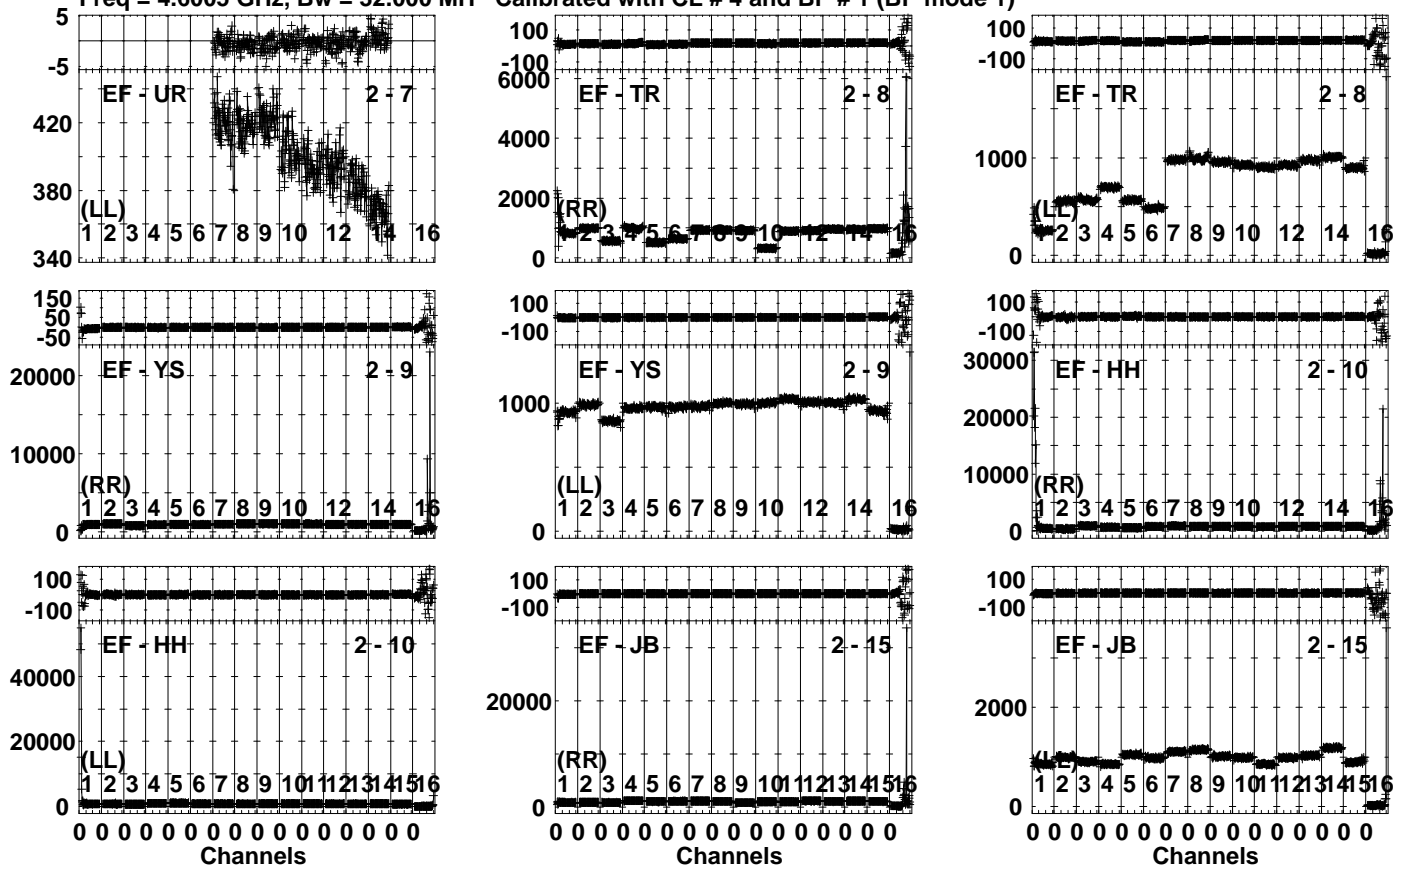 Freq = 4.6005 GHz, Bw = 32.000 MH Calibrated with CL # 4 and BP # 1 (BP mode 1)
5
-5
EF - UR 2 - 7
420
380
(LL)
1 2 3 4 5 6 7 8 9 10 12 14 16
340
100
-100
6000
EF - TR 2 - 8
4000
2000
(RR)
1 2 3 4 5 6 7 8 9 10 12 14 16
0
100
-100
EF - TR 2 - 8
1000
(LL)
1 2 3 4 5 6 7 8 9 10 12 14 16
0
150
50
-50
20000
EF - YS 2 - 9
10000
(RR)
1 2 3 4 5 6 7 8 9 10 12 14 16
0
100
-100
EF - YS 2 - 9
1000
(LL)
1 2 3 4 5 6 7 8 9 10 12 14 16
0
100
-100
30000
EF - HH 2 - 10
20000
10000
(RR)
1 2 3 4 5 6 7 8 9 10 12 14 16
0
100
-100
EF - HH 2 - 10
40000
20000
(LL)
1 2 3 4 5 6 7 8 9 10 11 12 13 14 15 16
0
0 0 0 0 0 0 0 0 0 0 0 0 0 0 0 0
Channels
100
-100
EF - JB 2 - 15
20000
(RR)
1 2 3 4 5 6 7 8 9 10 11 12 13 14 15 16
0
0 0 0 0 0 0 0 0 0 0 0 0 0 0 0 0
Channels
100
-100
EF - JB 2 - 15
2000
(LL)
1 2 3 4 5 6 7 8 9 10 11 12 13 14 15 16
0
0 0 0 0 0 0 0 0 0 0 0 0 0 0 0 0
Channels